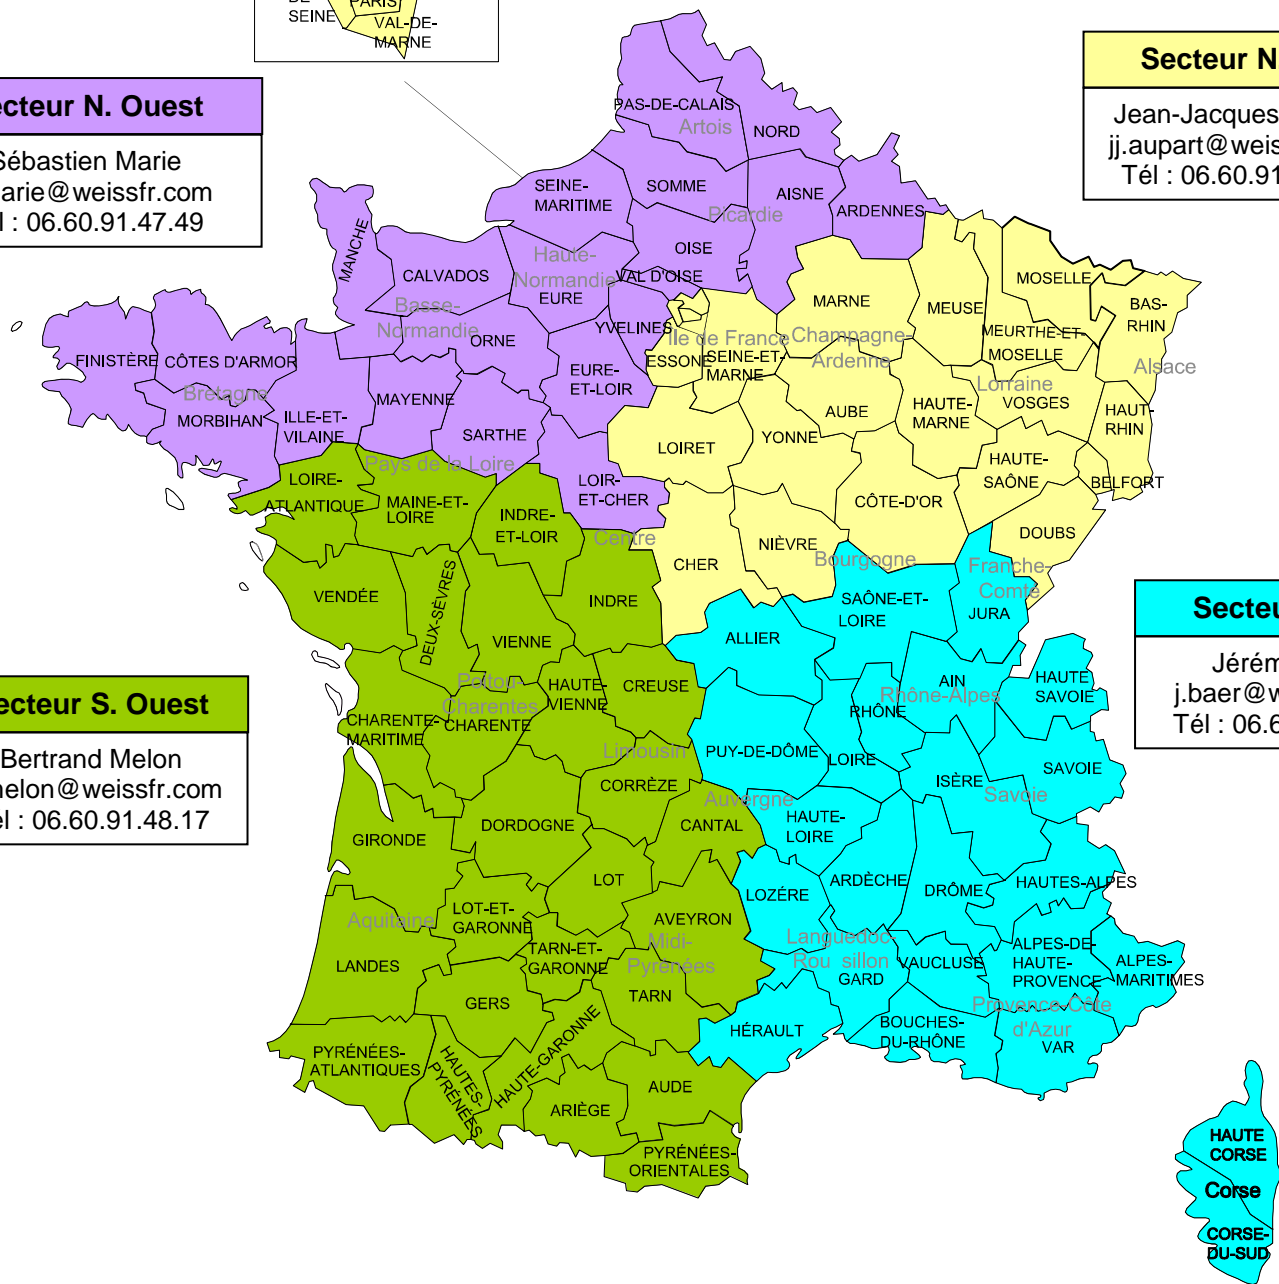 DE-
SEINE
PARIS
VAL-DE-
MARNE
Secteur N.
ecteur N. Ouest
Jean-Jacques
jj.aupart@weis
Tél : 06.60.91
Sébastien Marie
arie@weissfr.com
l : 06.60.91.47.49
PAS-DE-CALAIS
Artois
NORD
SEINE-
MARITIME
SOMME
AISNE
Picardie
ARDENNES
MANCHE
OISE
Haute-
Normandie
CALVADOS
VAL D'OISE
EURE
MOSELLE
MARNE
MEUSE
BAS-
RHIN
Basse-
Normandie
ORNE
YVELINES
Ile de France
Champagne-
Ardenne
MEURTHE-ET-
MOSELLE
Alsace
FINISTÈRE
CÔTES D'ARMOR
ESSONE
SEINE-ET-
MARNE
EURE-
ET-LOIR
Lorraine
VOSGES
Bretagne
MORBIHAN
ILLE-ET-
VILAINE
MAYENNE
SARTHE
AUBE
HAUTE-
MARNE
HAUT-
RHIN
LOIRET
YONNE
Pays de la Loire
HAUTE-
SAÔNE
BELFORT
LOIRE-
ATLANTIQUE
MAINE-ET-
LOIRE
LOIR-
ET-CHER
CÔTE-D'OR
INDRE-
ET-LOIR
Centre
NIÈVRE
Bourgogne
DOUBS
CHER
Franche-
Comté
VENDÉE
DEUX-SÈVRES
INDRE
SAÔNE-ET-
LOIRE
JURA
Secteu
VIENNE
ALLIER
Jérém
j.baer@w
Tél : 06.6
Poitou-
Charentes
HAUTE-
VIENNE
CREUSE
AIN
Rhône-Alpes
HAUTE
SAVOIE
ecteur S. Ouest
RHÔNE
CHARENTE-
MARITIME
CHARENTE
Limousin
PUY-DE-DÔME
LOIRE
SAVOIE
Bertrand Melon
melon@weissfr.com
el : 06.60.91.48.17
ISÈRE
Savoie
CORRÈZE
Auvergne
HAUTE-
LOIRE
CANTAL
GIRONDE
DORDOGNE
LOT
LOZÉRE
ARDÈCHE
DRÔME
HAUTES-ALPES
Aquitaine
LOT-ET-
GARONNE
AVEYRON
Midi-
Pyrénées
Languedoc-
Rou sillon
TARN-ET-
GARONNE
ALPES-DE-
HAUTE-
PROVENCE
ALPES-
MARITIMES
LANDES
VAUCLUSE
GARD
GERS
TARN
Provence-Côte
d'Azur
HÉRAULT
BOUCHES-
DU-RHÔNE
VAR
PYRÉNÉES-
ATLANTIQUES
HAUTES-
PYRÉNÉES
HAUTE-GARONNE
AUDE
ARIÈGE
PYRÉNÉES-
ORIENTALES
HAUTE
CORSE
Corse
CORSE-
DU-SUD